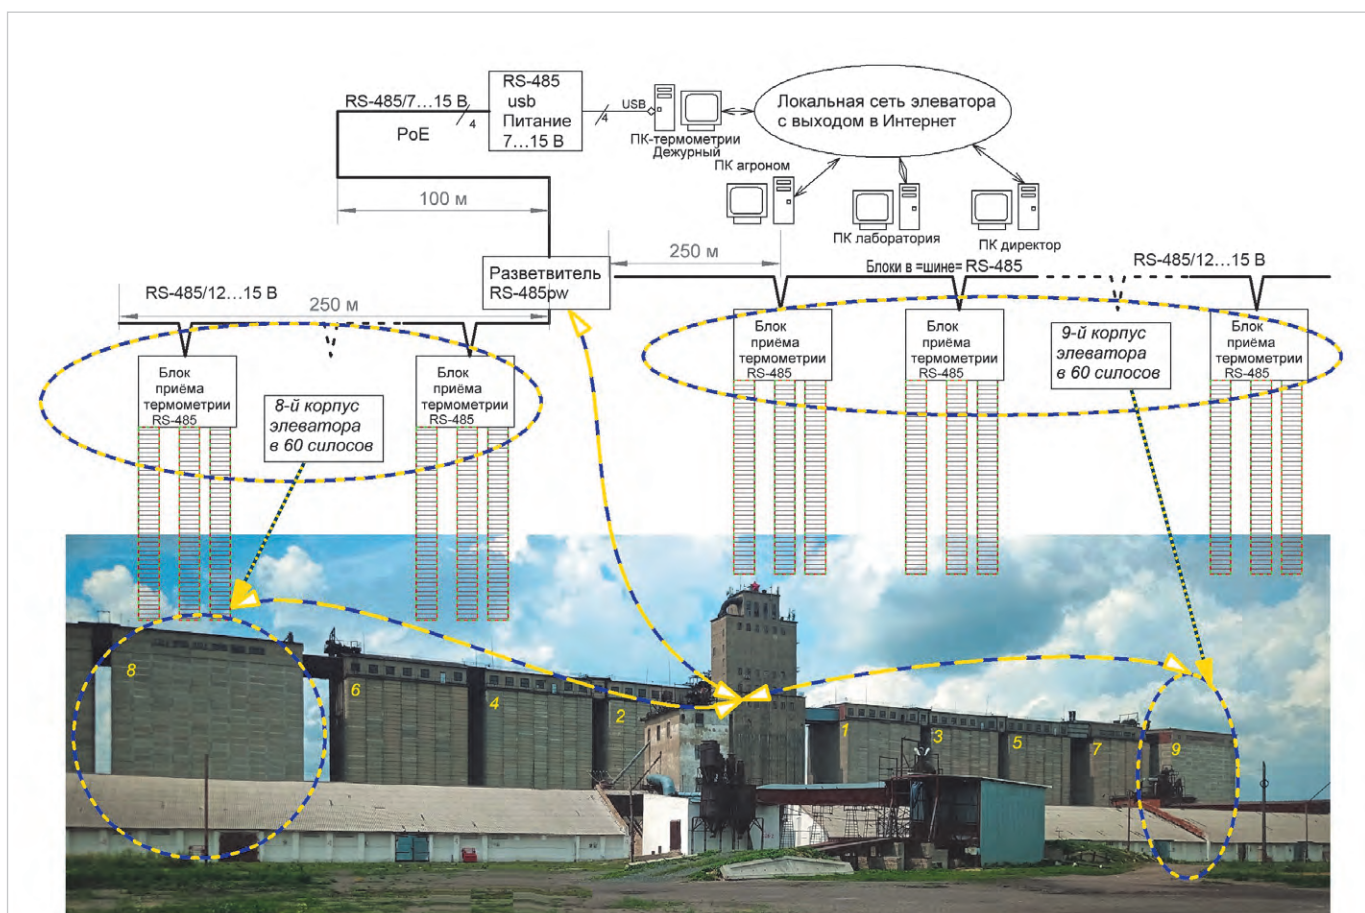 RS-485/7...15 В
4
PoE
RS-485
usb
Питание
7...15 В
4
USB
ПК-термометрии
Дежурный
Локальная сеть элеватора
с выходом в Интернет
ПК агроном
ПК лаборатория
ПК директор
100 м
250 м
Разветвитель
RS-485pw
Блоки в =шине= RS-485
RS-485/12...15 В
RS-485/12...15 В
250 м
Блок
приёма
термометрии
RS-485
8-й корпус
элеватора
в 60 силосов
Блок
приёма
термометрии
RS-485
Блок
приёма
термометрии
RS-485
Блок
приёма
термометрии
RS-485
9-й корпус
элеватора
в 60 силосов
Блок
приёма
термометрии
RS-485
8
6
4
2
1
3
5
7
9